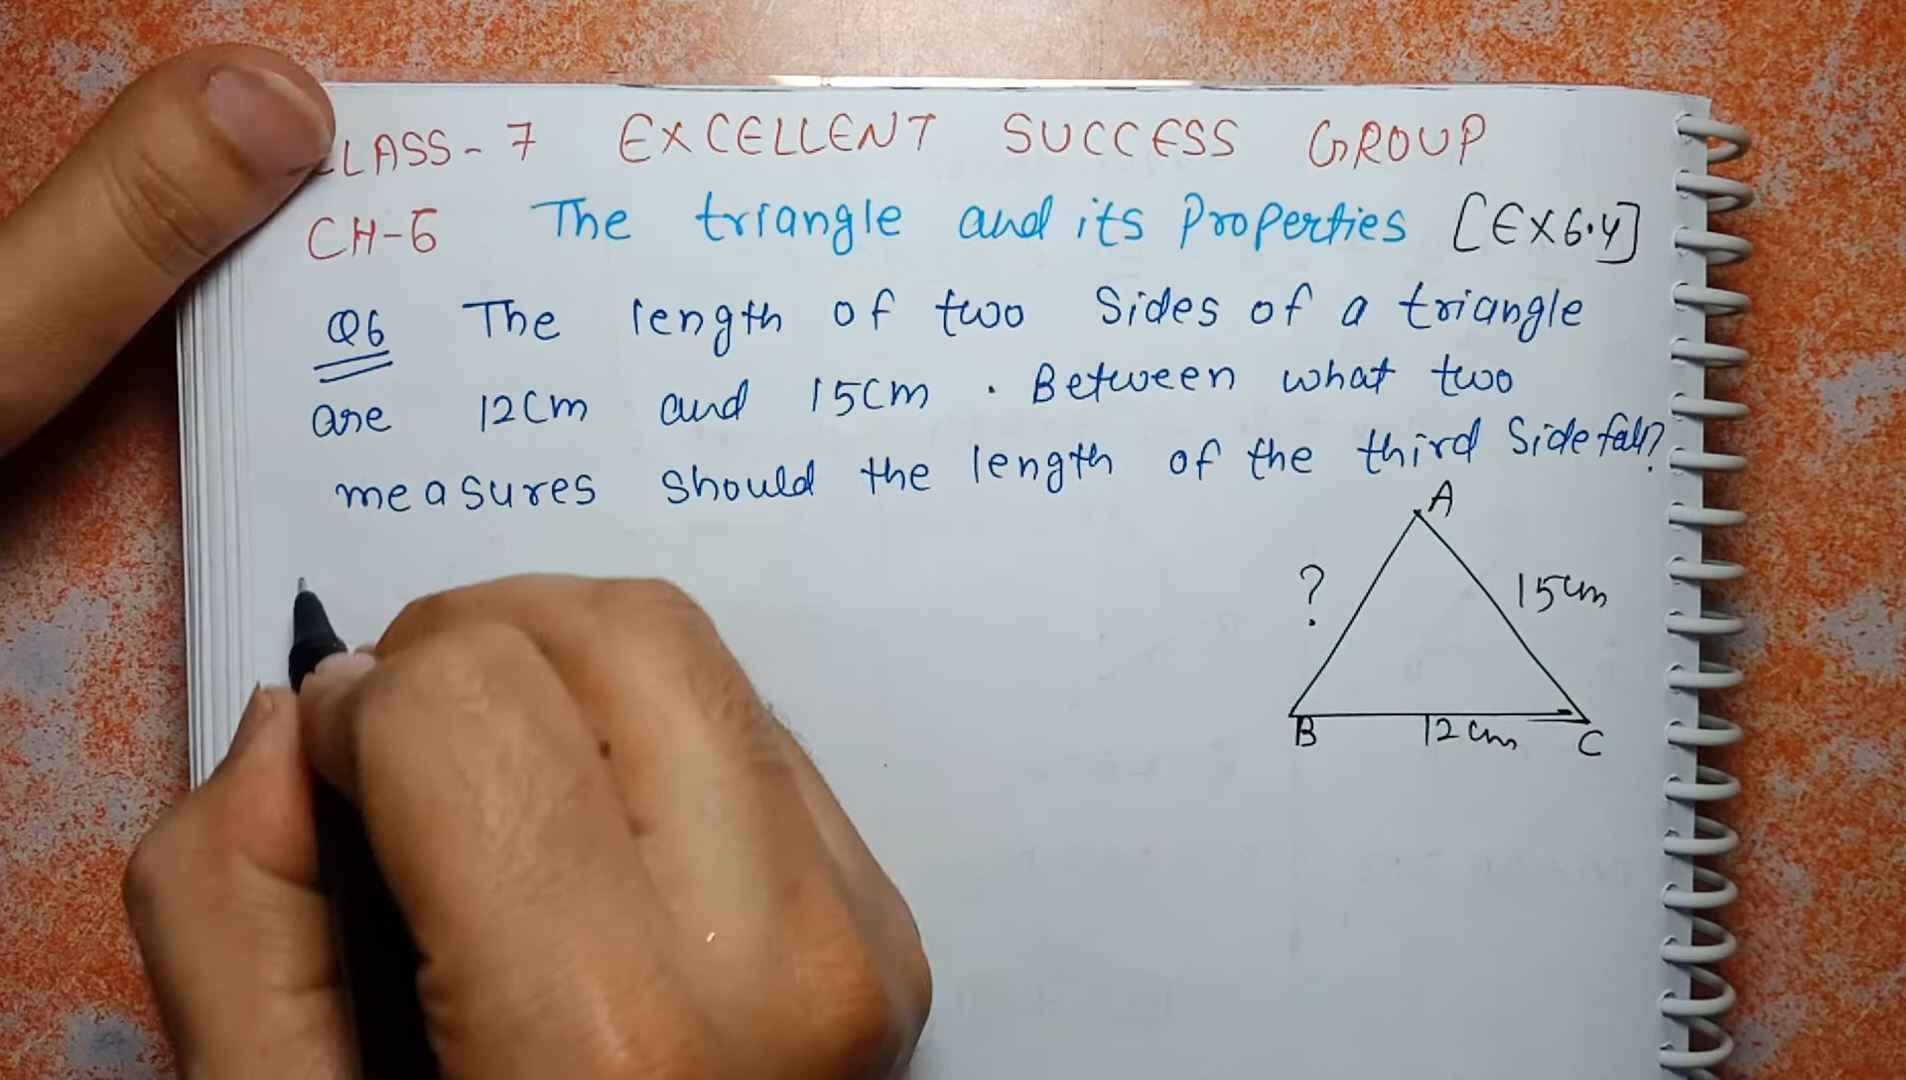 LASS-7 EXCELLENT SUCCESS GROUP
CH-6 The triangle and its Properties [EX6.4]
Q6 The length of two Sides of a triangle
are 12Cm and 15Cm . Between what two
measures should the length of the third Side fall?
A
? 15cm
B 12cm C